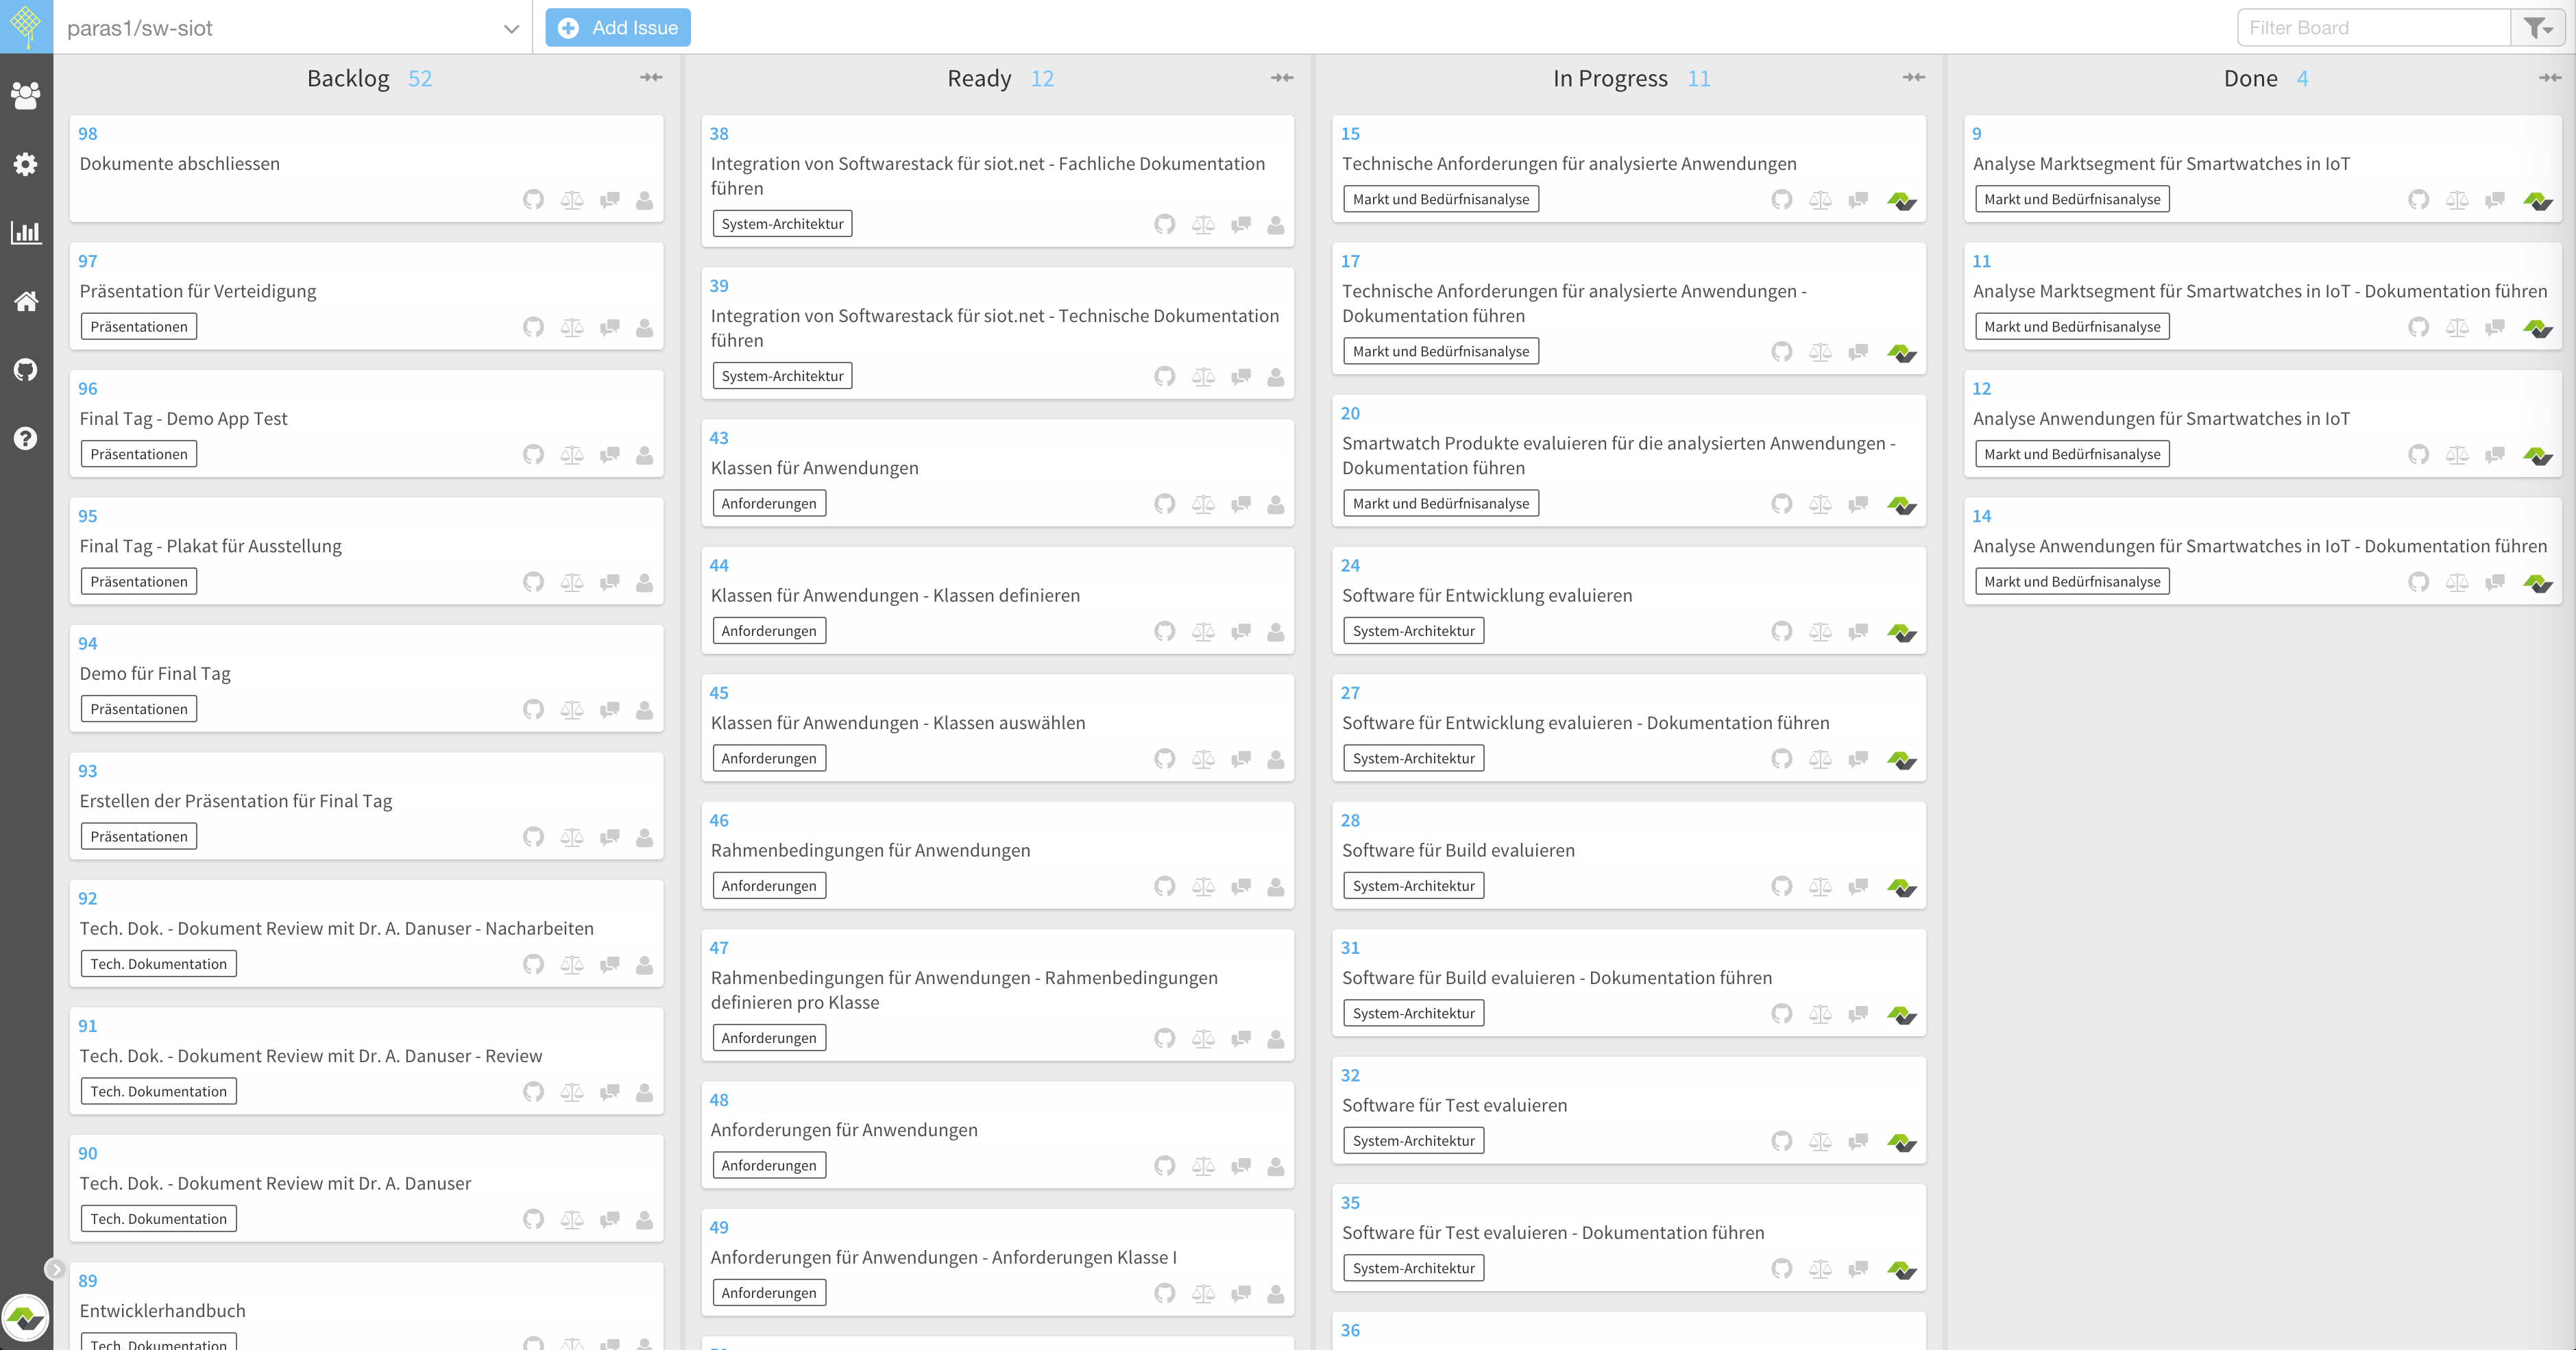 paras1/sw-siot
Add Issue
Filter Board
Backlog 52
98
Dokumente abschliessen
97
Präsentation für Verteidigung
Präsentationen
96
Final Tag - Demo App Test
Präsentationen
95
Final Tag - Plakat für Ausstellung
Präsentationen
94
Demo für Final Tag
Präsentationen
93
Erstellen der Präsentation für Final Tag
Präsentationen
92
Tech. Dok. - Dokument Review mit Dr. A. Danuser - Nacharbeiten
Tech. Dokumentation
91
Tech. Dok. - Dokument Review mit Dr. A. Danuser - Review
Tech. Dokumentation
90
Tech. Dok. - Dokument Review mit Dr. A. Danuser
Tech. Dokumentation
89
Entwicklerhandbuch
Tech. Dokumentation
Ready 12
38
Integration von Softwarestack für siot.net - Fachliche Dokumentation
führen
System-Architektur
39
Integration von Softwarestack für siot.net - Technische Dokumentation
führen
System-Architektur
43
Klassen für Anwendungen
Anforderungen
44
Klassen für Anwendungen - Klassen definieren
Anforderungen
45
Klassen für Anwendungen - Klassen auswählen
Anforderungen
46
Rahmenbedingungen für Anwendungen
Anforderungen
47
Rahmenbedingungen für Anwendungen - Rahmenbedingungen
definieren pro Klasse
Anforderungen
48
Anforderungen für Anwendungen
Anforderungen
49
Anforderungen für Anwendungen - Anforderungen Klasse I
Anforderungen
In Progress 11
15
Technische Anforderungen für analysierte Anwendungen
Markt und Bedürfnisanalyse
17
Technische Anforderungen für analysierte Anwendungen -
Dokumentation führen
Markt und Bedürfnisanalyse
20
Smartwatch Produkte evaluieren für die analysierten Anwendungen -
Dokumentation führen
Markt und Bedürfnisanalyse
24
Software für Entwicklung evaluieren
System-Architektur
27
Software für Entwicklung evaluieren - Dokumentation führen
System-Architektur
28
Software für Build evaluieren
System-Architektur
31
Software für Build evaluieren - Dokumentation führen
System-Architektur
32
Software für Test evaluieren
System-Architektur
35
Software für Test evaluieren - Dokumentation führen
System-Architektur
36
Done 4
9
Analyse Marktsegment für Smartwatches in IoT
Markt und Bedürfnisanalyse
11
Analyse Marktsegment für Smartwatches in IoT - Dokumentation führen
Markt und Bedürfnisanalyse
12
Analyse Anwendungen für Smartwatches in IoT
Markt und Bedürfnisanalyse
14
Analyse Anwendungen für Smartwatches in IoT - Dokumentation führen
Markt und Bedürfnisanalyse